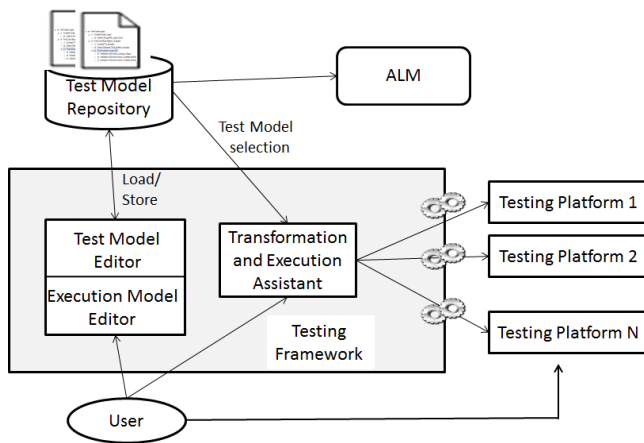 Test Model
Repository
ALM
Test Model
selection
Load/
Store
Test Model
Editor
Execution Model
Editor
Transformation
and Execution
Assistant
Testing
Framework
Testing Platform 1
Testing Platform 2
Testing Platform N
User